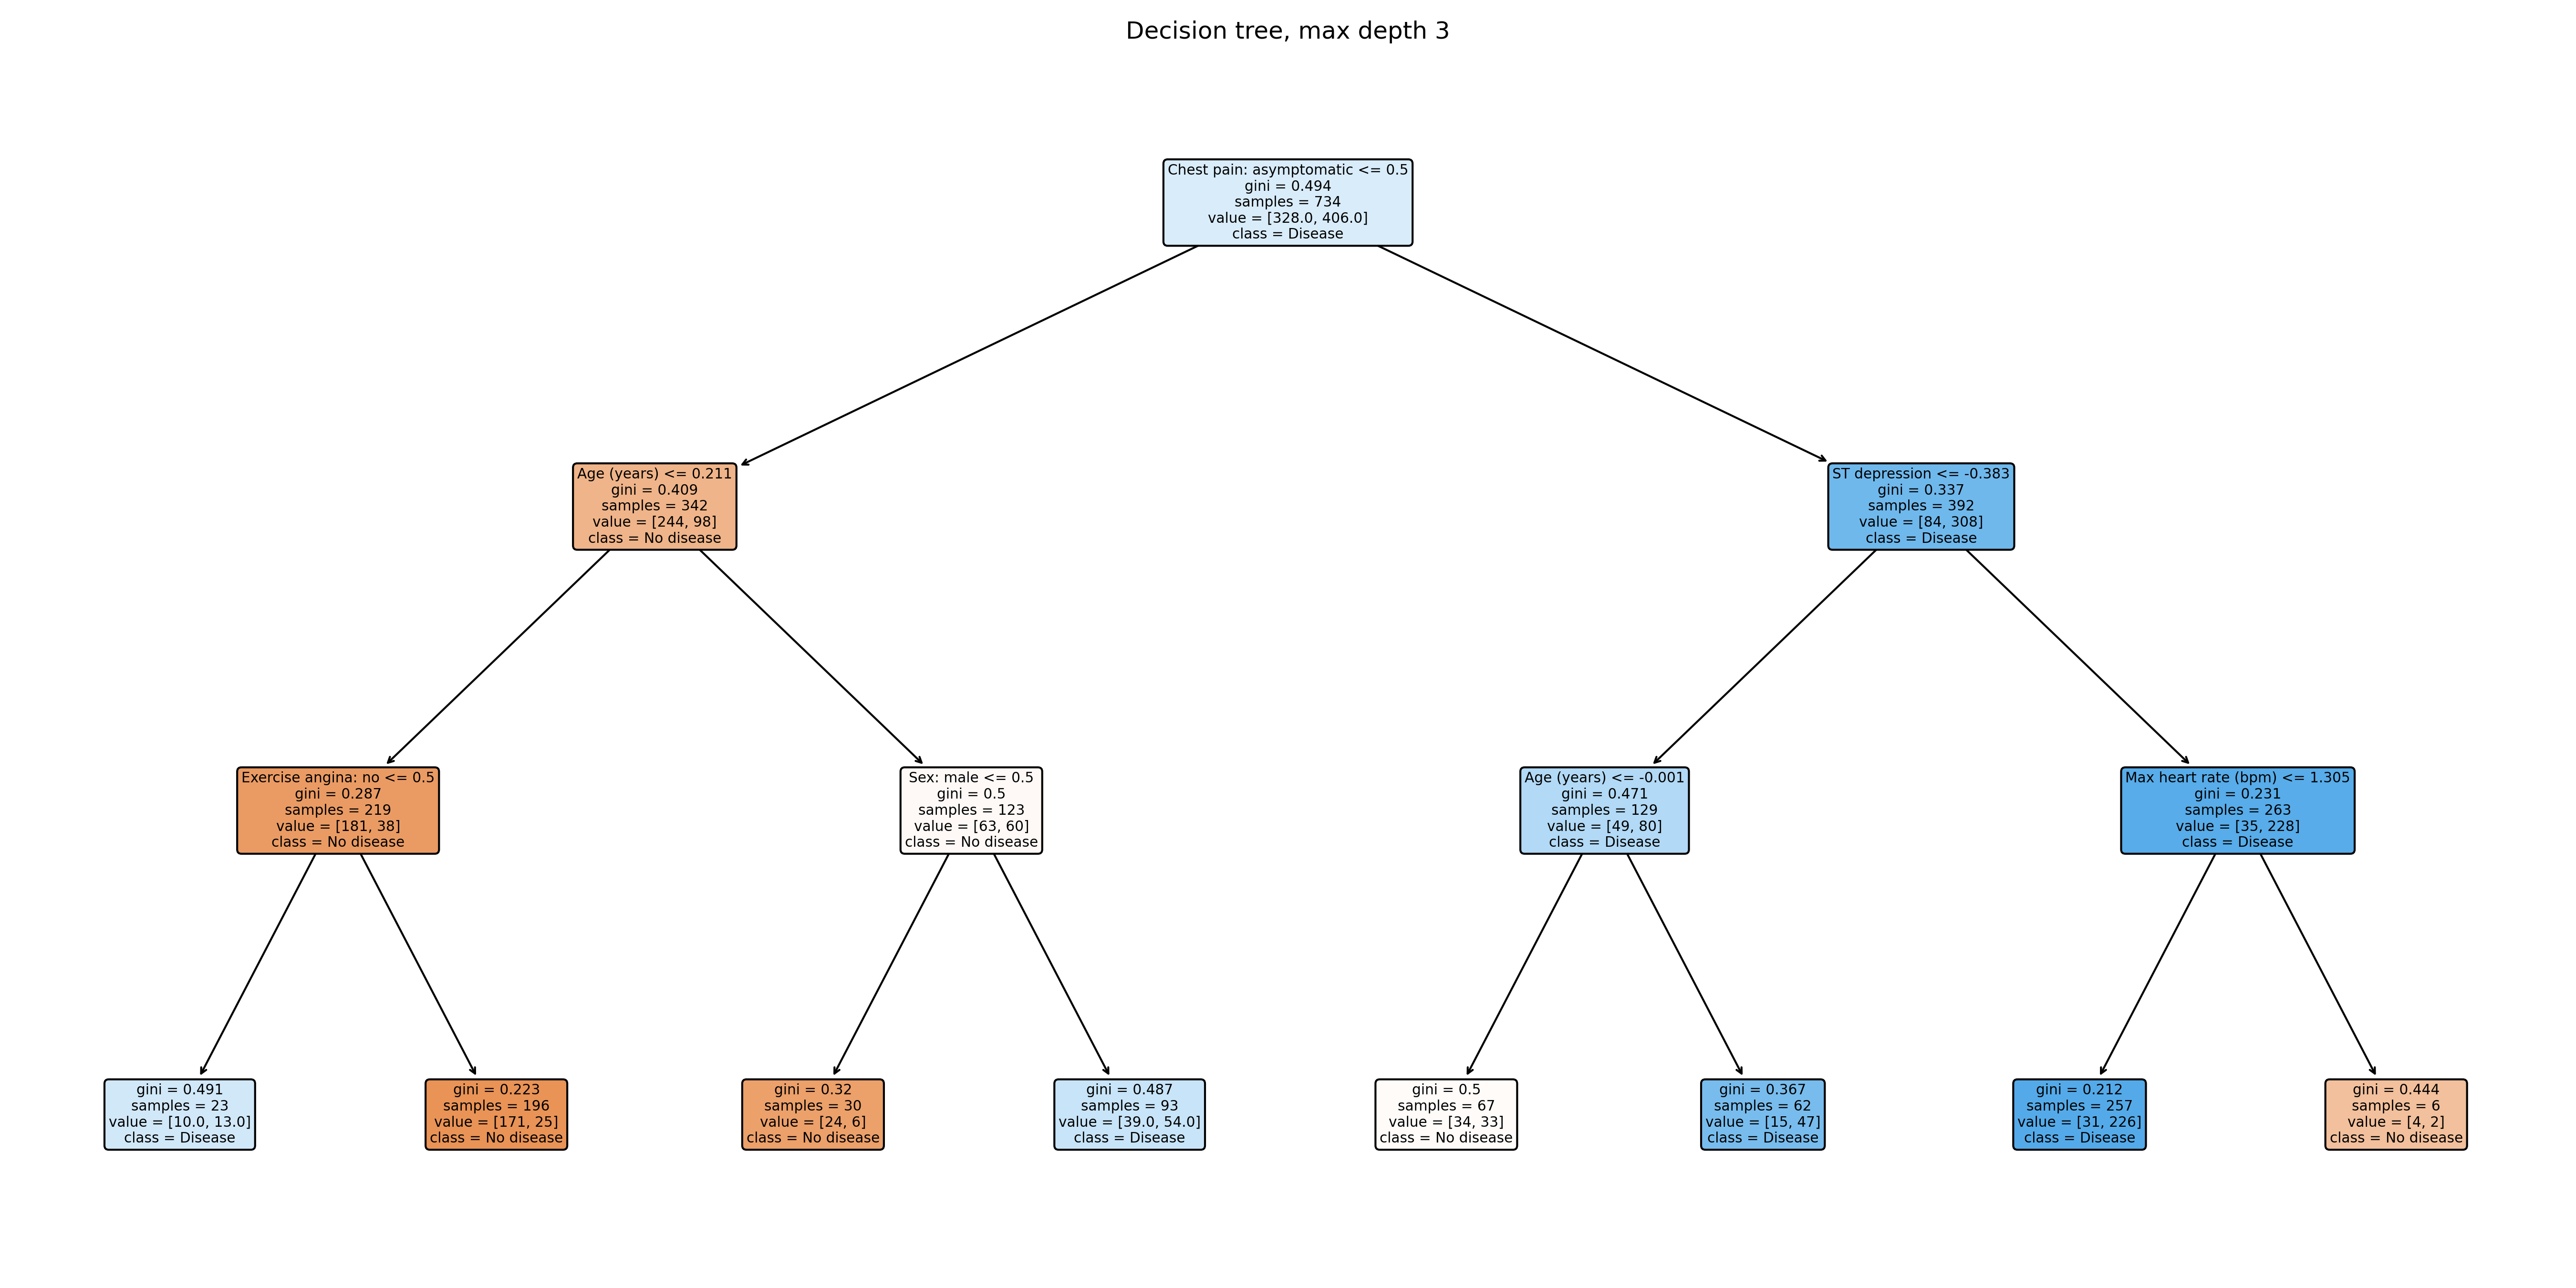 Decision tree, max depth 3
Chest pain: asymptomatic <= 0.5
gini = 0.494
samples = 734
value = [328.0, 406.0]
class = Disease
Age (years) <= 0.211
gini = 0.409
samples = 342
value = [244, 98]
class = No disease
ST depression <= -0.383
gini = 0.337
samples = 392
value = [84, 308]
class = Disease
Exercise angina: no <= 0.5
gini = 0.287
samples = 219
value = [181, 38]
class = No disease
Sex: male <= 0.5
gini = 0.5
samples = 123
value = [63, 60]
class = No disease
Age (years) <= -0.001
gini = 0.471
samples = 129
value = [49, 80]
class = Disease
Max heart rate (bpm) <= 1.305
gini = 0.231
samples = 263
value = [35, 228]
class = Disease
gini = 0.491
samples = 23
value = [10.0, 13.0]
class = Disease
gini = 0.223
samples = 196
value = [171, 25]
class = No disease
gini = 0.32
samples = 30
value = [24, 6]
class = No disease
gini = 0.487
samples = 93
value = [39.0, 54.0]
class = Disease
gini = 0.5
samples = 67
value = [34, 33]
class = No disease
gini = 0.367
samples = 62
value = [15, 47]
class = Disease
gini = 0.212
samples = 257
value = [31, 226]
class = Disease
gini = 0.444
samples = 6
value = [4, 2]
class = No disease